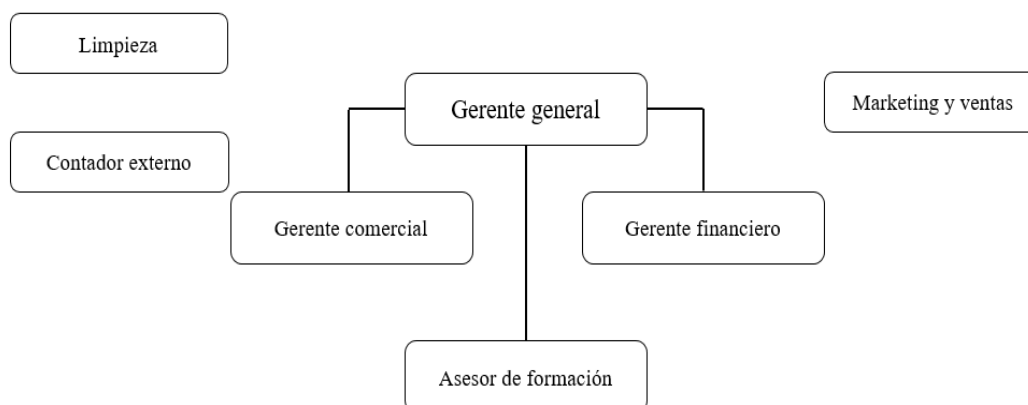 Limpieza
Gerente general
Marketing y ventas
Contador externo
Gerente comercial
Gerente financiero
Asesor de formación